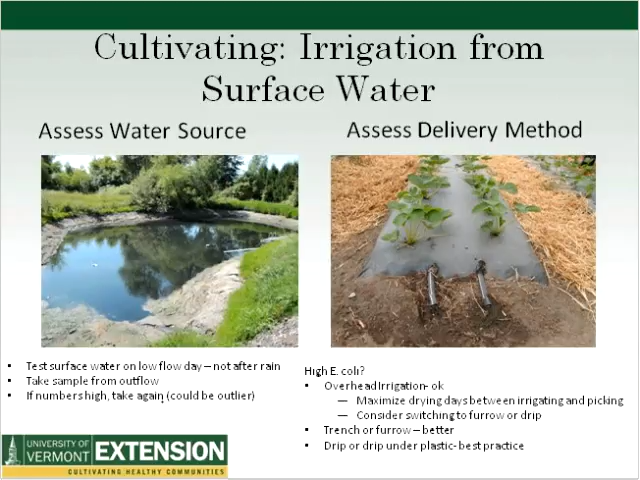 Cultivating: Irrigation from
Surface Water
Assess Water Source
Assess Delivery Method
• Test surface water on low flow day – not after rain
• Take sample from outflow
• If numbers high, take again (could be outlier)
High E. coli?
• Overhead Irrigation- ok
— Maximize drying days between irrigating and picking
— Consider switching to furrow or drip
• Trench or furrow – better
• Drip or drip under plastic- best practice
UNIVERSITY OF
VERMONT
EXTENSION
CULTIVATING HEALTHY COMMUNITIES